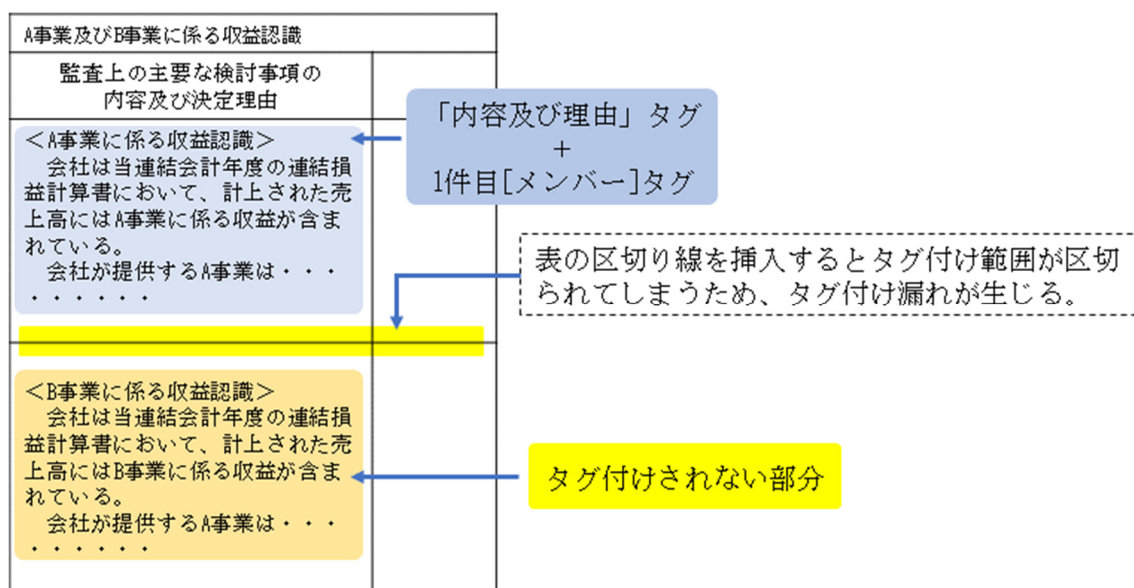 A事業及びB事業に係る収益認識
監査上の主要な検討事項の
内容及び決定理由
＜A事業に係る収益認識＞
会社は当連結会計年度の連結損
益計算書において、計上された売
上高にはA事業に係る収益が含ま
れている。
会社が提供するA事業は・・・
・・・・・・
「内容及び理由」タグ
+
1件目[メンバー]タグ
表の区切り線を挿入するとタグ付け範囲が区切
られてしまうため、タグ付け漏れが生じる。
＜B事業に係る収益認識＞
会社は当連結会計年度の連結損
益計算書において、計上された売
上高にはB事業に係る収益が含ま
れている。
会社が提供するA事業は・・・
・・・・・・
タグ付けされない部分